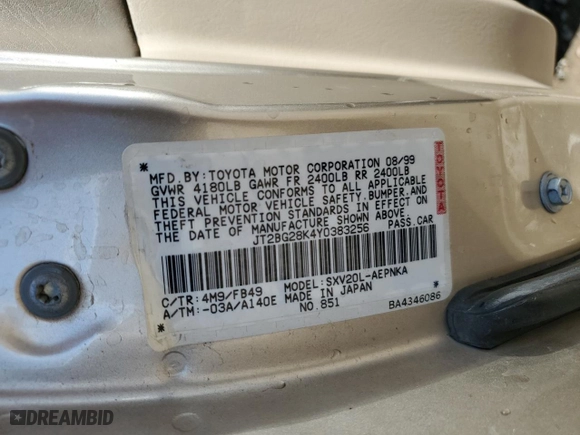 MFD.BY:TOYOTA MOTOR CORPORATION 08/99
GVWR 4180LB GAWR FR 2400LB RR 2400LB
THIS VEHICLE CONFORMS TO ALL APPLICABLE
FEDERAL MOTOR VEHICLE SAFETY,BUMPER,AND
THEFT PREVENTION STANDARDS IN EFFECT ON
THE DATE OF MANUFACTURE SHOWN ABOVE.
JT2BG28K4Y0383256 PASS.CAR
C/TR:4M9/FB49 MODEL:SXV20L-AEPNKA
A/TM:-03A/A140E MADE IN JAPAN
NO.851 BA4346086
TOYOTA
DREAMBID